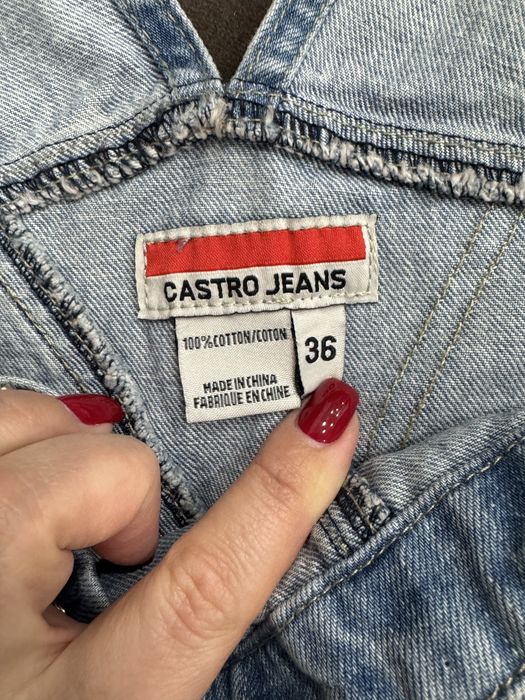 CASTRO JEANS
100%COTTON/COTON
36
MADE IN CHINA
FABRIQUE EN CHINE